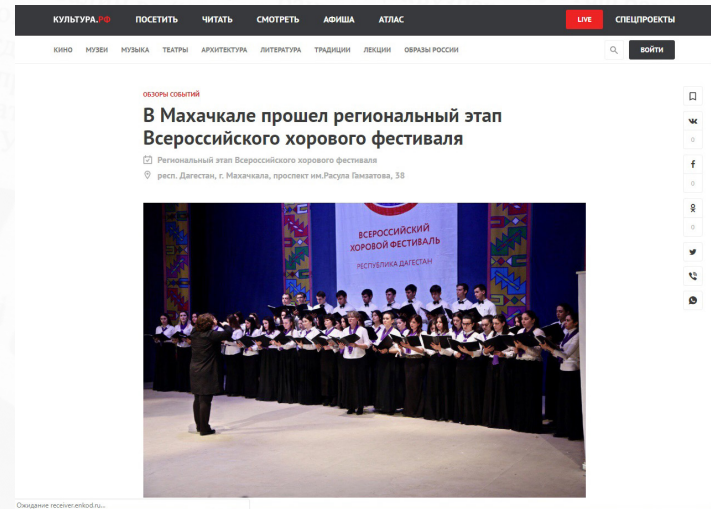 КУЛЬТУРА.РФ ПОСЕТИТЬ ЧИТАТЬ СМОТРЕТЬ АФИША АТЛАС LIVE СПЕЦПРОЕКТЫ
КИНО МУЗЕИ МУЗЫКА ТЕАТРЫ АРХИТЕКТУРА ЛИТЕРАТУРА ТРАДИЦИИ ЛЕКЦИИ ОБРАЗЫ РОССИИ ВОЙТИ
ОБЗОРЫ СОБЫТИЙ
В Махачкале прошел региональный этап
Всероссийского хорового фестиваля
Региональный этап Всероссийского хорового фестиваля
респ. Дагестан, г. Махачкала, проспект им.Расула Гамзатова, 38
0
0
0
ВСЕРОССИЙСКИЙ
ХОРОВОЙ ФЕСТИВАЛЬ
РЕСПУБЛИКА ДАГЕСТАН
Ожидание receiver.enkod.ru...